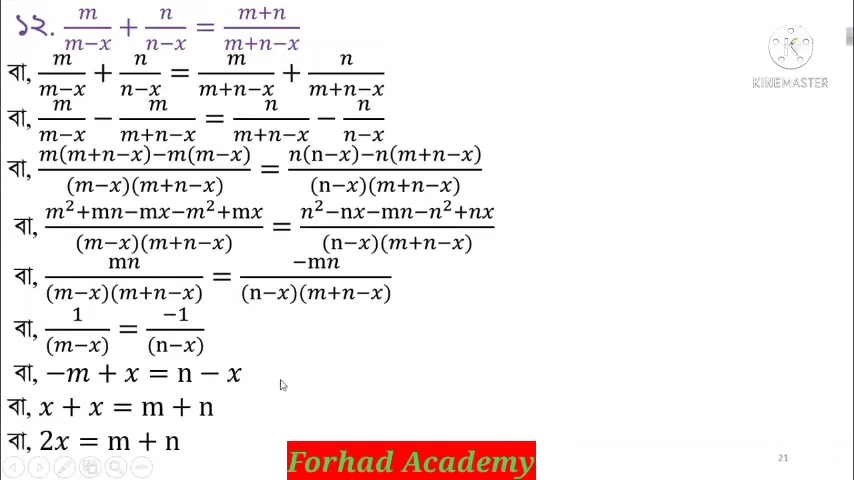 ১২. m/(m−x) + n/(n−x) = (m+n)/(m+n−x)
বা, m/(m−x) + n/(n−x) = m/(m+n−x) + n/(m+n−x)
বা, m/(m−x) − m/(m+n−x) = n/(m+n−x) − n/(n−x)
বা, (m(m+n−x)−m(m−x))/((m−x)(m+n−x)) = (n(n−x)−n(m+n−x))/((n−x)(m+n−x))
বা, (m²+mn−mx−m²+mx)/((m−x)(m+n−x)) = (n²−nx−mn−n²+nx)/((n−x)(m+n−x))
বা, mn/((m−x)(m+n−x)) = −mn/((n−x)(m+n−x))
বা, 1/(m−x) = −1/(n−x)
বা, −m + x = n − x
বা, x + x = m + n
বা, 2x = m + n
KINEMASTER
Forhad Academy
21